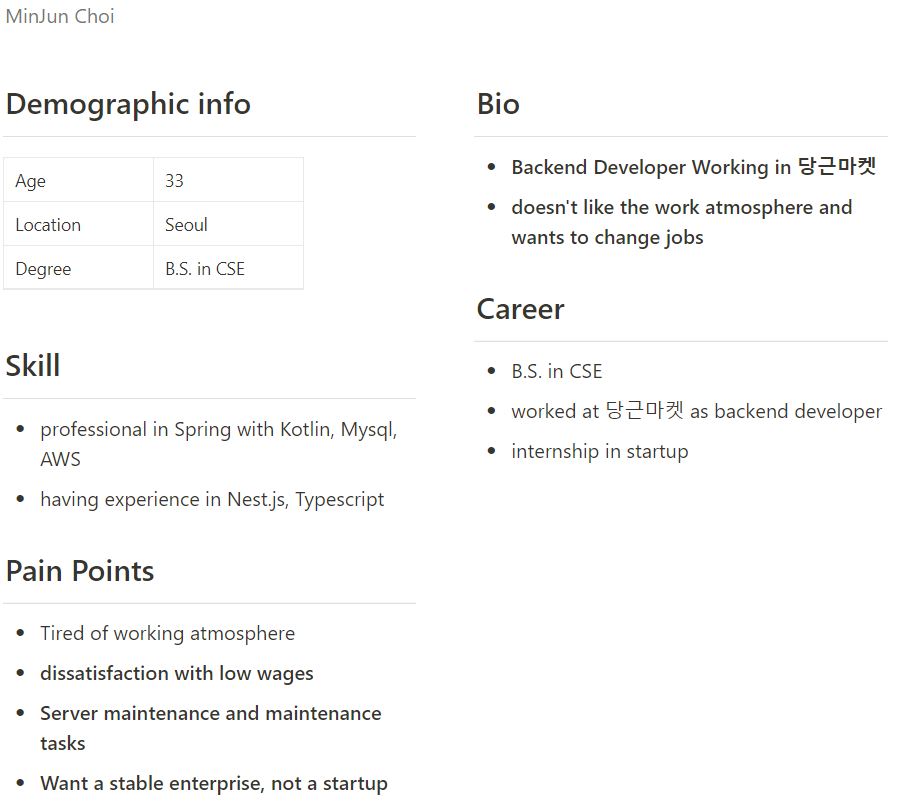 MinJun Choi
Demographic info
Age 33
Location Seoul
Degree B.S. in CSE
Skill
professional in Spring with Kotlin, Mysql,
AWS
having experience in Nest.js, Typescript
Pain Points
Tired of working atmosphere
dissatisfaction with low wages
Server maintenance and maintenance
tasks
Want a stable enterprise, not a startup
Bio
Backend Developer Working in 당근마켓
doesn't like the work atmosphere and
wants to change jobs
Career
B.S. in CSE
worked at 당근마켓 as backend developer
internship in startup